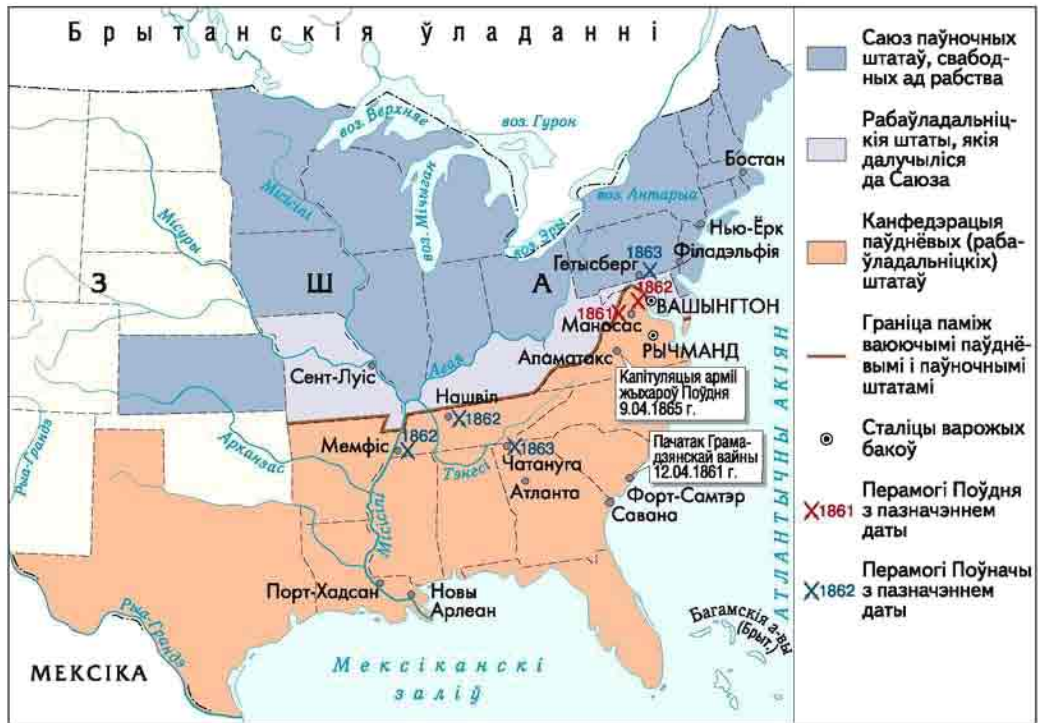 Брытанскія ўладанні
воз. Верхняе
воз. Гурон
воз. Мічыган
воз. Антарыа
воз. Эры
Бостан
Місісіпі
Місуры
Нью-Ёрк
Філадэльфія
Гетысберг
1863
З Ш А
1862
1861
ВАШЫНГТОН
Манасас
РЫЧМАНД
Апаматакс
Агая
Сент-Луіс
Капітуляцыя арміі
жыхароў Поўдня
9.04.1865 г.
Нашвіл
1862
1862
Мемфіс
1863
Чатануга
Пачатак Грама-
дзянскай вайны
12.04.1861 г.
Арканзас
Тэнесі
Атланта
Форт-Самтэр
Савана
Рыа-Грандэ
Місісіпі
Порт-Хадсан
Новы
Арлеан
Рыа-Грандэ
МЕКСІКА
Мексіканскі
заліў
Багамскія а-вы
(Брыт.)
АТЛАНТЫЧНЫ АКІЯН
Саюз паўночных
штатаў, свабод-
ных ад рабства
Рабаўладальніц-
кія штаты, якія
далучыліся
да Саюза
Канфедэрацыя
паўднёвых (раба-
ўладальніцкіх)
штатаў
Граніца паміж
ваюючымі паўднё-
вымі і паўночнымі
штатамі
Сталіцы варожых
бакоў
1861
Перамогі Поўдня
з пазначэннем
даты
1862
Перамогі Поўначы
з пазначэннем
даты